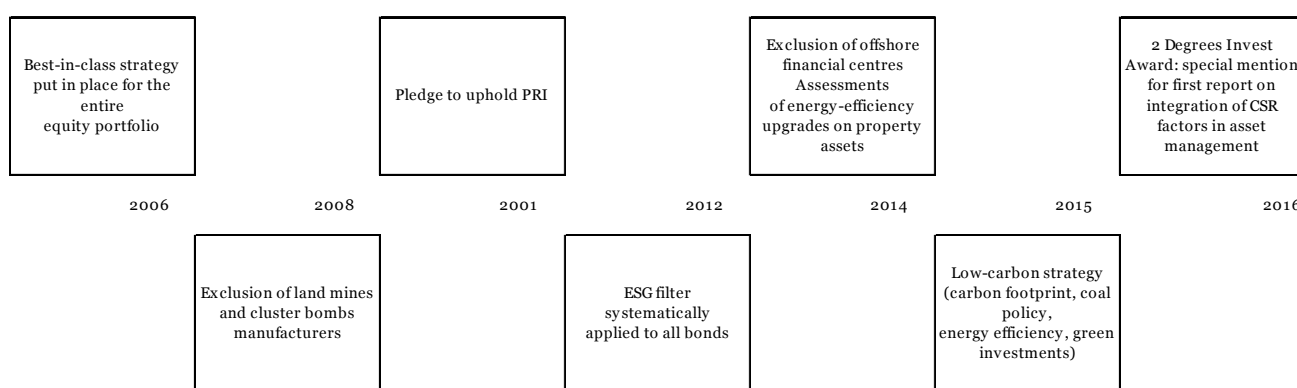 Best-in-class strategy
put in place for the
entire
equity portfolio
Pledge to uphold PRI
Exclusion of offshore
financial centres
Assessments
of energy-efficiency
upgrades on property
assets
2 Degrees Invest
Award: special mention
for first report on
integration of CSR
factors in asset
management
2006 2008 2001 2012 2014 2015 2016
Exclusion of land mines
and cluster bombs
manufacturers
ESG filter
systematically
applied to all bonds
Low-carbon strategy
(carbon footprint, coal
policy,
energy efficiency, green
investments)